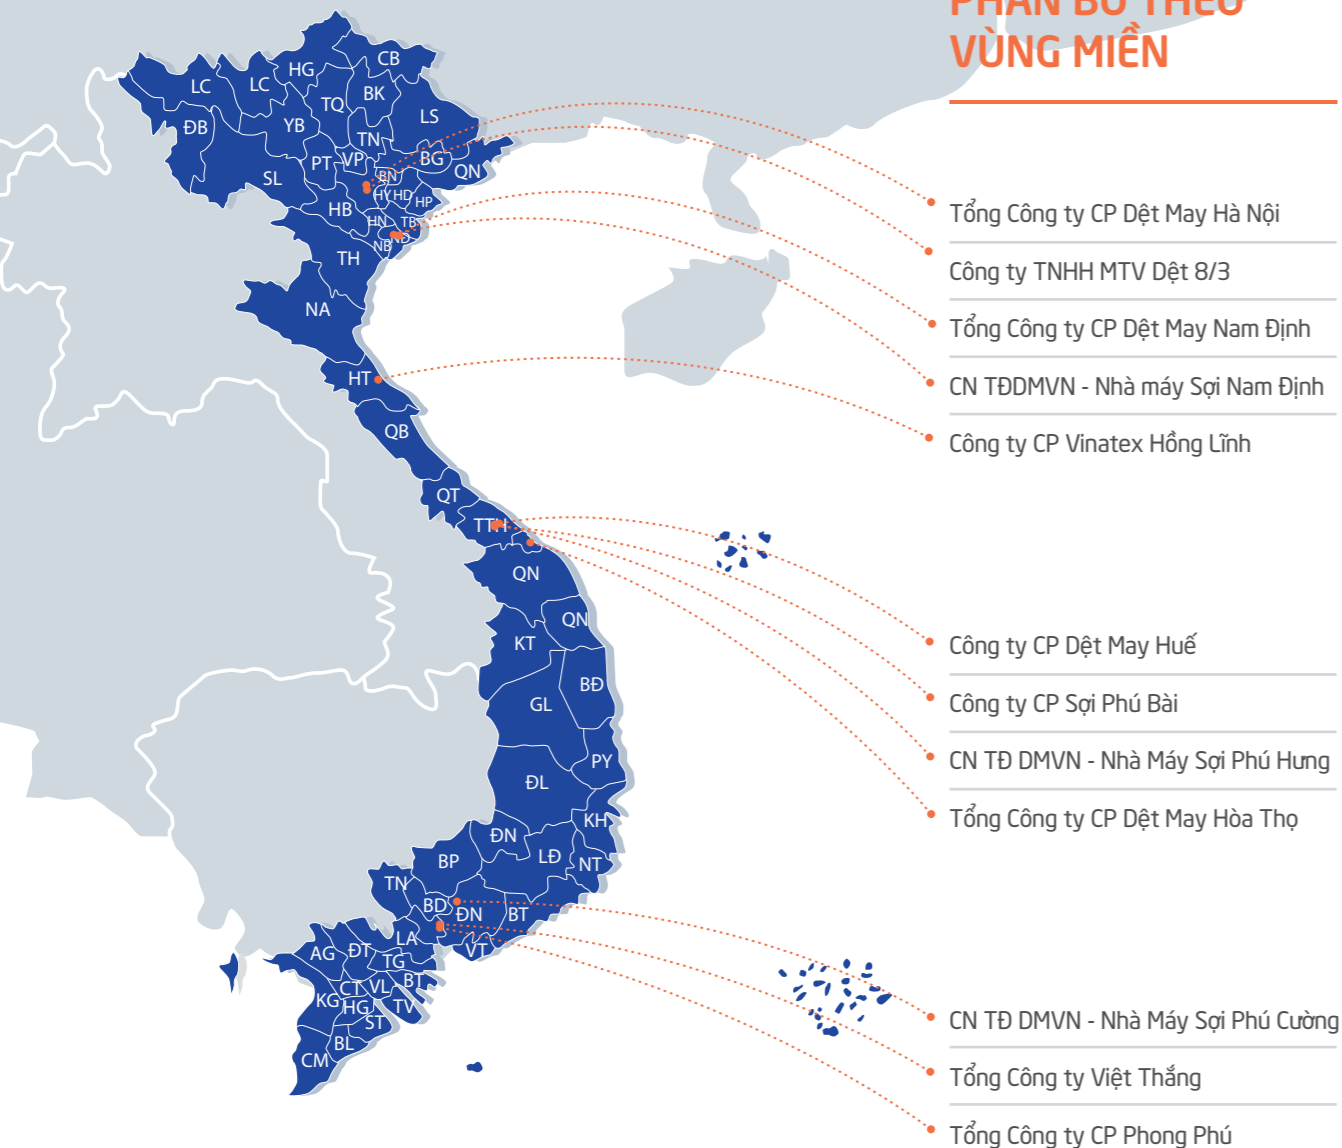 PHÂN BỐ THEO
VÙNG MIỀN
CB
HG
LC
LC
BK
TQ
LS
ĐB
YB
TN
VP
PT
BG
QN
BN
SL
HY
HD
HP
HB
HN
TB
NĐ
NB
TH
NA
HT
QB
QT
TTH
QN
QN
KT
BĐ
GL
PY
ĐL
KH
ĐN
LĐ
BP
NT
TN
BD
ĐN
BT
LA
VT
AG
ĐT
TG
BT
CT
VL
KG
HG
TV
ST
BL
CM
Tổng Công ty CP Dệt May Hà Nội
Công ty TNHH MTV Dệt 8/3
Tổng Công ty CP Dệt May Nam Định
CN TĐDMVN - Nhà máy Sợi Nam Định
Công ty CP Vinatex Hồng Lĩnh
Công ty CP Dệt May Huế
Công ty CP Sợi Phú Bài
CN TĐ DMVN - Nhà Máy Sợi Phú Hưng
Tổng Công ty CP Dệt May Hòa Thọ
CN TĐ DMVN - Nhà Máy Sợi Phú Cường
Tổng Công ty Việt Thắng
Tổng Công ty CP Phong Phú